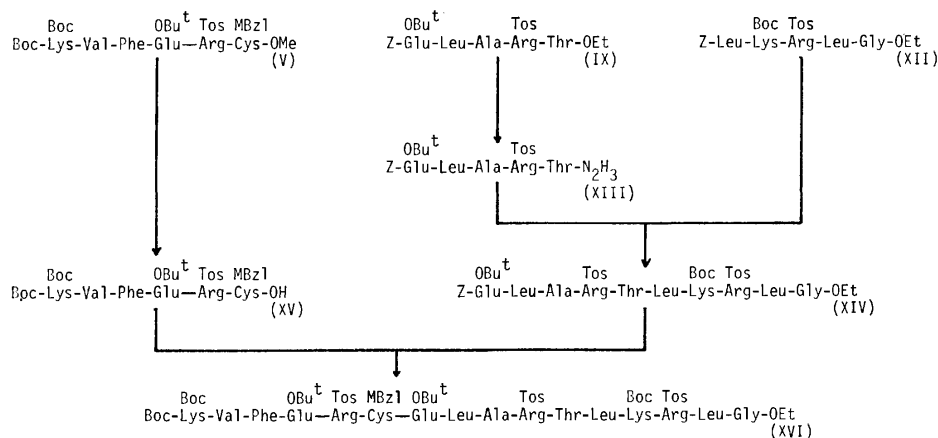 Boc OBu^t Tos MBzl
Boc-Lys-Val-Phe-Glu—Arg-Cys-OMe
(V)
OBu^t Tos
Z-Glu-Leu-Ala-Arg-Thr-OEt
(IX)
Boc Tos
Z-Leu-Lys-Arg-Leu-Gly-OEt
(XII)
OBu^t Tos
Z-Glu-Leu-Ala-Arg-Thr-N2H3
(XIII)
Boc OBu^t Tos MBzl
Boc-Lys-Val-Phe-Glu—Arg-Cys-OH
(XV)
OBu^t Tos Boc Tos
Z-Glu-Leu-Ala-Arg-Thr-Leu-Lys-Arg-Leu-Gly-OEt
(XIV)
Boc OBu^t Tos MBzl OBu^t Tos Boc Tos
Boc-Lys-Val-Phe-Glu—Arg-Cys—Glu-Leu-Ala-Arg-Thr-Leu-Lys-Arg-Leu-Gly-OEt
(XVI)